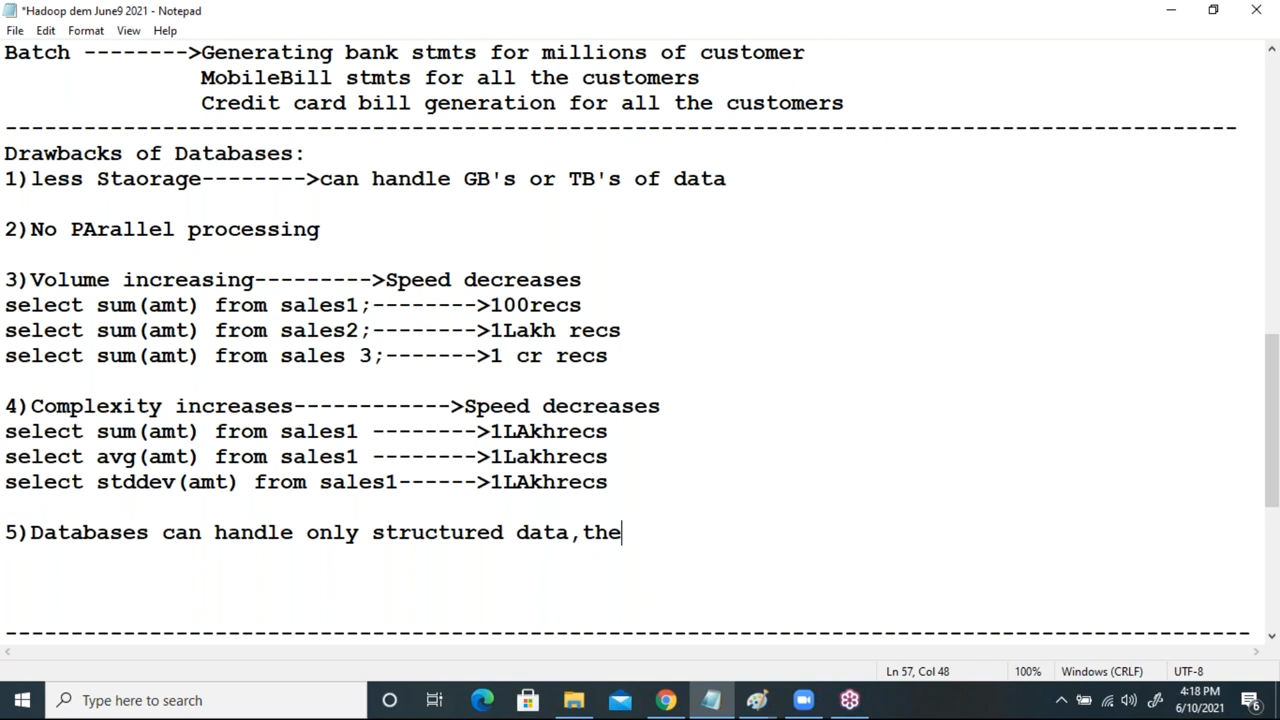 *Hadoop dem June9 2021 - Notepad
File Edit Format View Help
Batch -------->Generating bank stmts for millions of customer
MobileBill stmts for all the customers
Credit card bill generation for all the customers
----------------------------------------------------------------------------------------------
Drawbacks of Databases:
1)less Staorage-------->can handle GB's or TB's of data
2)No PArallel processing
3)Volume increasing--------->Speed decreases
select sum(amt) from sales1;-------->100recs
select sum(amt) from sales2;-------->1Lakh recs
select sum(amt) from sales 3;------->1 cr recs
4)Complexity increases------------>Speed decreases
select sum(amt) from sales1 -------->1LAkhrecs
select avg(amt) from sales1 -------->1Lakhrecs
select stddev(amt) from sales1------>1LAkhrecs
5)Databases can handle only structured data,the
-----------------------------------------------------------------------------------------------
Ln 57, Col 48 100% Windows (CRLF) UTF-8
Type here to search
4:18 PM
6/10/2021
6